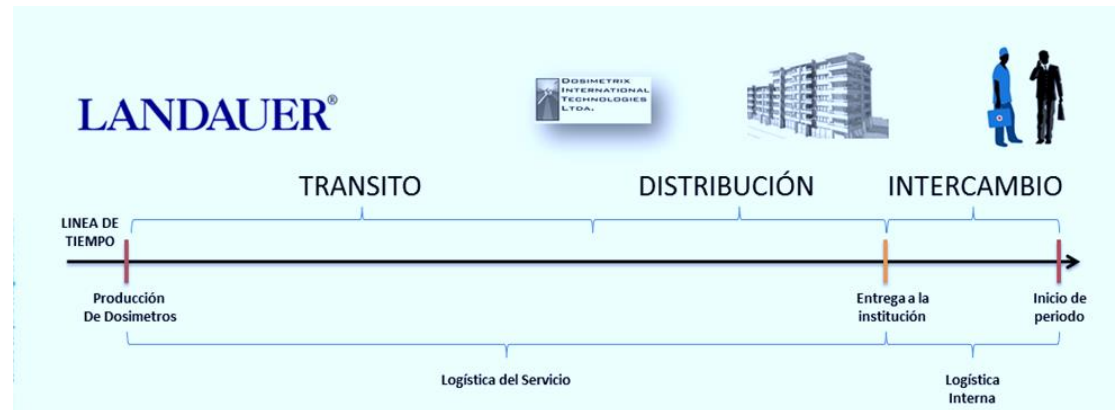 LANDAUER®
DOSIMETRIX
INTERNATIONAL
TECHNOLOGIES
LTDA.
TRANSITO
DISTRIBUCIÓN
INTERCAMBIO
LINEA DE
TIEMPO
Producción
De Dosimetros
Entrega a la
institución
Inicio de
periodo
Logística del Servicio
Logística
Interna